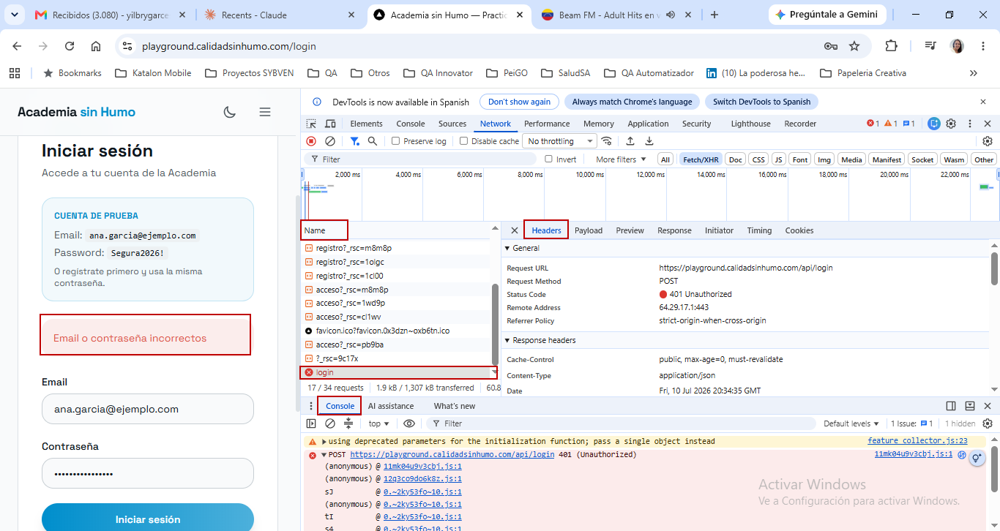 Recibidos (3.080) - yilbrygarce
Recents - Claude
Academia sin Humo — Practic
Beam FM - Adult Hits en v
Pregúntale a Gemini
playground.calidadsinhumo.com/login
Bookmarks
Katalon Mobile
Proyectos SYBVEN
QA
Otros
QA Innovator
PeiGO
SaludSA
QA Automatizador
(10) La poderosa he...
Papeleria Creativa
Academia sin Humo
Iniciar sesión
Accede a tu cuenta de la Academia
CUENTA DE PRUEBA
Email: ana.garcia@ejemplo.com
Password: Segura2026!
O regístrate primero y usa la misma
contraseña.
Email o contraseña incorrectos
Email
ana.garcia@ejemplo.com
Contraseña
••••••••••••••••
Iniciar sesión
DevTools is now available in Spanish
Don't show again
Always match Chrome's language
Switch DevTools to Spanish
Elements Console Sources Network Performance Memory Application Security Lighthouse Recorder
1 1 1
Preserve log Disable cache No throttling
Filter Invert More filters All Fetch/XHR Doc CSS JS Font Img Media Manifest Socket Wasm Other
2,000 ms 4,000 ms 6,000 ms 8,000 ms 10,000 ms 12,000 ms 14,000 ms 16,000 ms 18,000 ms 20,000 ms 22,000 ms
Name
registro?_rsc=m8m8p
registro?_rsc=1olgc
registro?_rsc=1cl00
acceso?_rsc=m8m8p
acceso?_rsc=1wd9p
acceso?_rsc=cl1wv
favicon.ico?favicon.0x3dzn~oxb6tn.ico
acceso?_rsc=pb9ba
?_rsc=9c17x
login
17 / 34 requests 1.9 kB / 1,307 kB transferred 60.8
Headers Payload Preview Response Initiator Timing Cookies
General
Request URL https://playground.calidadsinhumo.com/api/login
Request Method POST
Status Code 401 Unauthorized
Remote Address 64.29.17.1:443
Referrer Policy strict-origin-when-cross-origin
Response headers
Cache-Control public, max-age=0, must-revalidate
Content-Type application/json
Date Fri, 10 Jul 2026 20:34:35 GMT
Console AI assistance What's new
top Filter Default levels 1 Issue: 1 1 hidden
using deprecated parameters for the initialization function; pass a single object instead feature_collector.js:23
POST https://playground.calidadsinhumo.com/api/login 401 (Unauthorized) 11mk04u9v3cbj.js:1
(anonymous) @ 11mk04u9v3cbj.js:1
(anonymous) @ 12q3co9do6k8z.js:1
sJ @ 0.~2ky53fo~10.js:1
(anonymous) @ 0.~2ky53fo~10.js:1
tI @ 0.~2ky53fo~10.js:1
s4 @ 0.~2ky53fo~10.js:1
Activar Windows
Ve a Configuración para activar Windows.